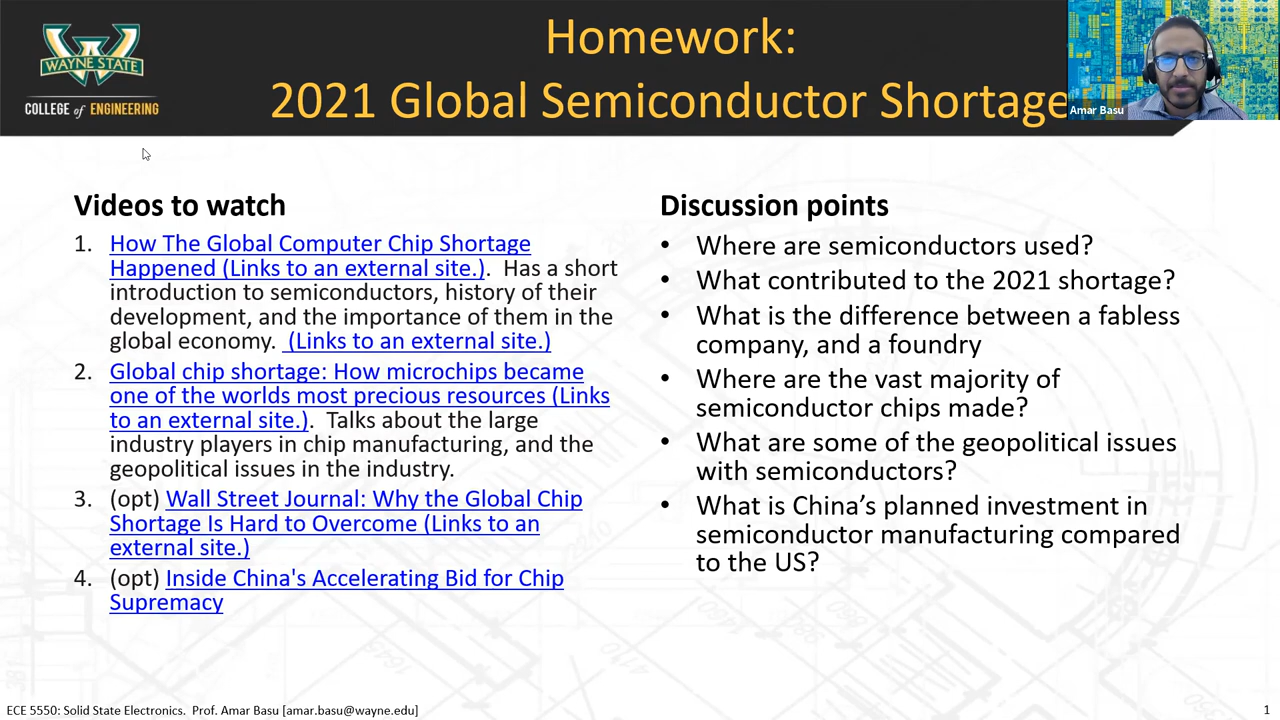 WAYNE STATE
COLLEGE of ENGINEERING
Homework:
2021 Global Semiconductor Shortage
Amar Basu
Videos to watch
1. How The Global Computer Chip Shortage
Happened (Links to an external site.). Has a short
introduction to semiconductors, history of their
development, and the importance of them in the
global economy. (Links to an external site.)
2. Global chip shortage: How microchips became
one of the worlds most precious resources (Links
to an external site.). Talks about the large
industry players in chip manufacturing, and the
geopolitical issues in the industry.
3. (opt) Wall Street Journal: Why the Global Chip
Shortage Is Hard to Overcome (Links to an
external site.)
4. (opt) Inside China's Accelerating Bid for Chip
Supremacy
Discussion points
• Where are semiconductors used?
• What contributed to the 2021 shortage?
• What is the difference between a fabless
company, and a foundry
• Where are the vast majority of
semiconductor chips made?
• What are some of the geopolitical issues
with semiconductors?
• What is China’s planned investment in
semiconductor manufacturing compared
to the US?
ECE 5550: Solid State Electronics. Prof. Amar Basu [amar.basu@wayne.edu]
1